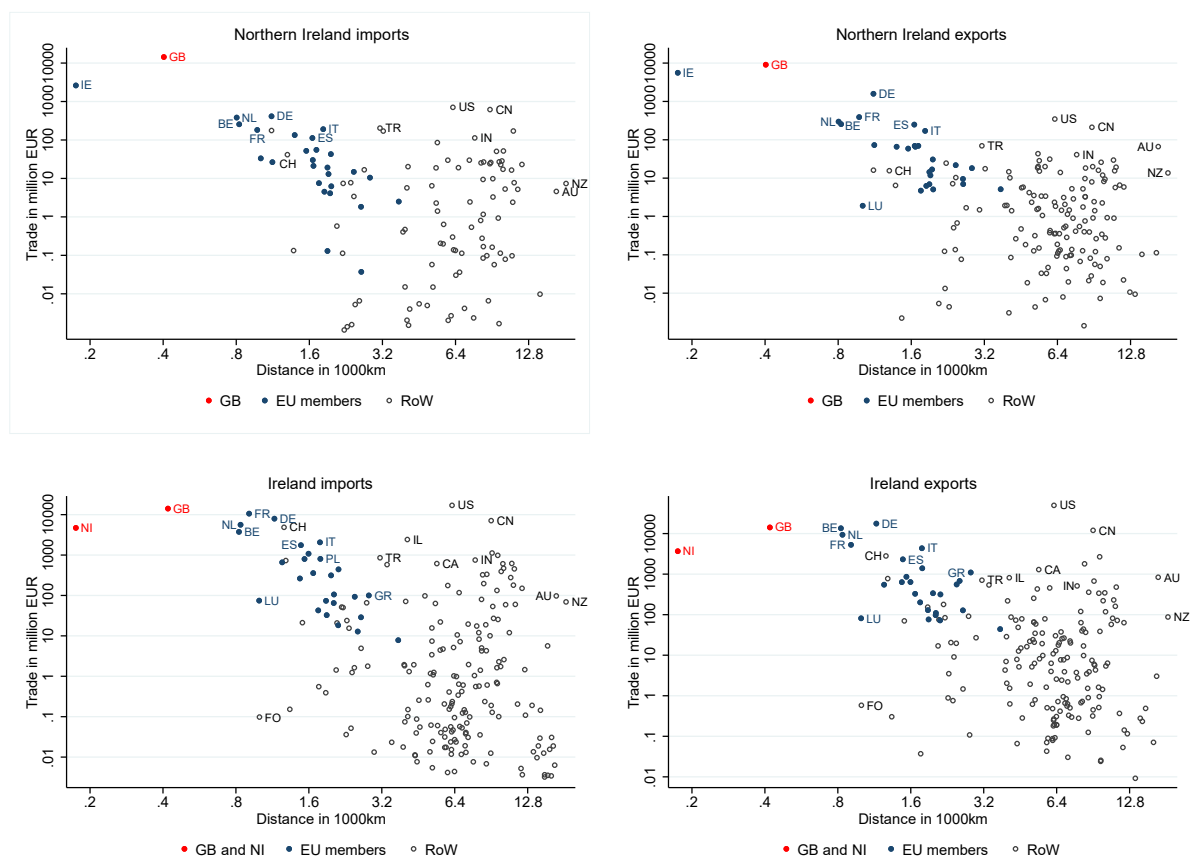 Northern Ireland imports
Trade in million EUR
.01 .1 1 10 100 1000 10000
GB
IE
NL
DE
BE
FR
IT
ES
CH
US
CN
TR
IN
NZ
AU
.2 .4 .8 1.6 3.2 6.4 12.8
Distance in 1000km
GB EU members RoW
Northern Ireland exports
Trade in million EUR
.01 .1 1 10 100 1000 10000
IE
GB
DE
NL
BE
FR
ES
IT
US
CN
TR
IN
AU
NZ
CH
LU
.2 .4 .8 1.6 3.2 6.4 12.8
Distance in 1000km
GB EU members RoW
Ireland imports
Trade in million EUR
.01 .1 1 10 100 1000 10000
NI
GB
FR
DE
NL
BE
CH
US
CN
ES
IT
IL
PL
TR
CA
IN
LU
GR
AU
NZ
FO
.2 .4 .8 1.6 3.2 6.4 12.8
Distance in 1000km
GB and NI EU members RoW
Ireland exports
Trade in million EUR
.01 .1 1 10 100 1000 10000
US
GB
BE
DE
NL
FR
CN
NI
IT
CH
ES
GR
TR
IL
CA
IN
AU
LU
NZ
FO
.2 .4 .8 1.6 3.2 6.4 12.8
Distance in 1000km
GB and NI EU members RoW